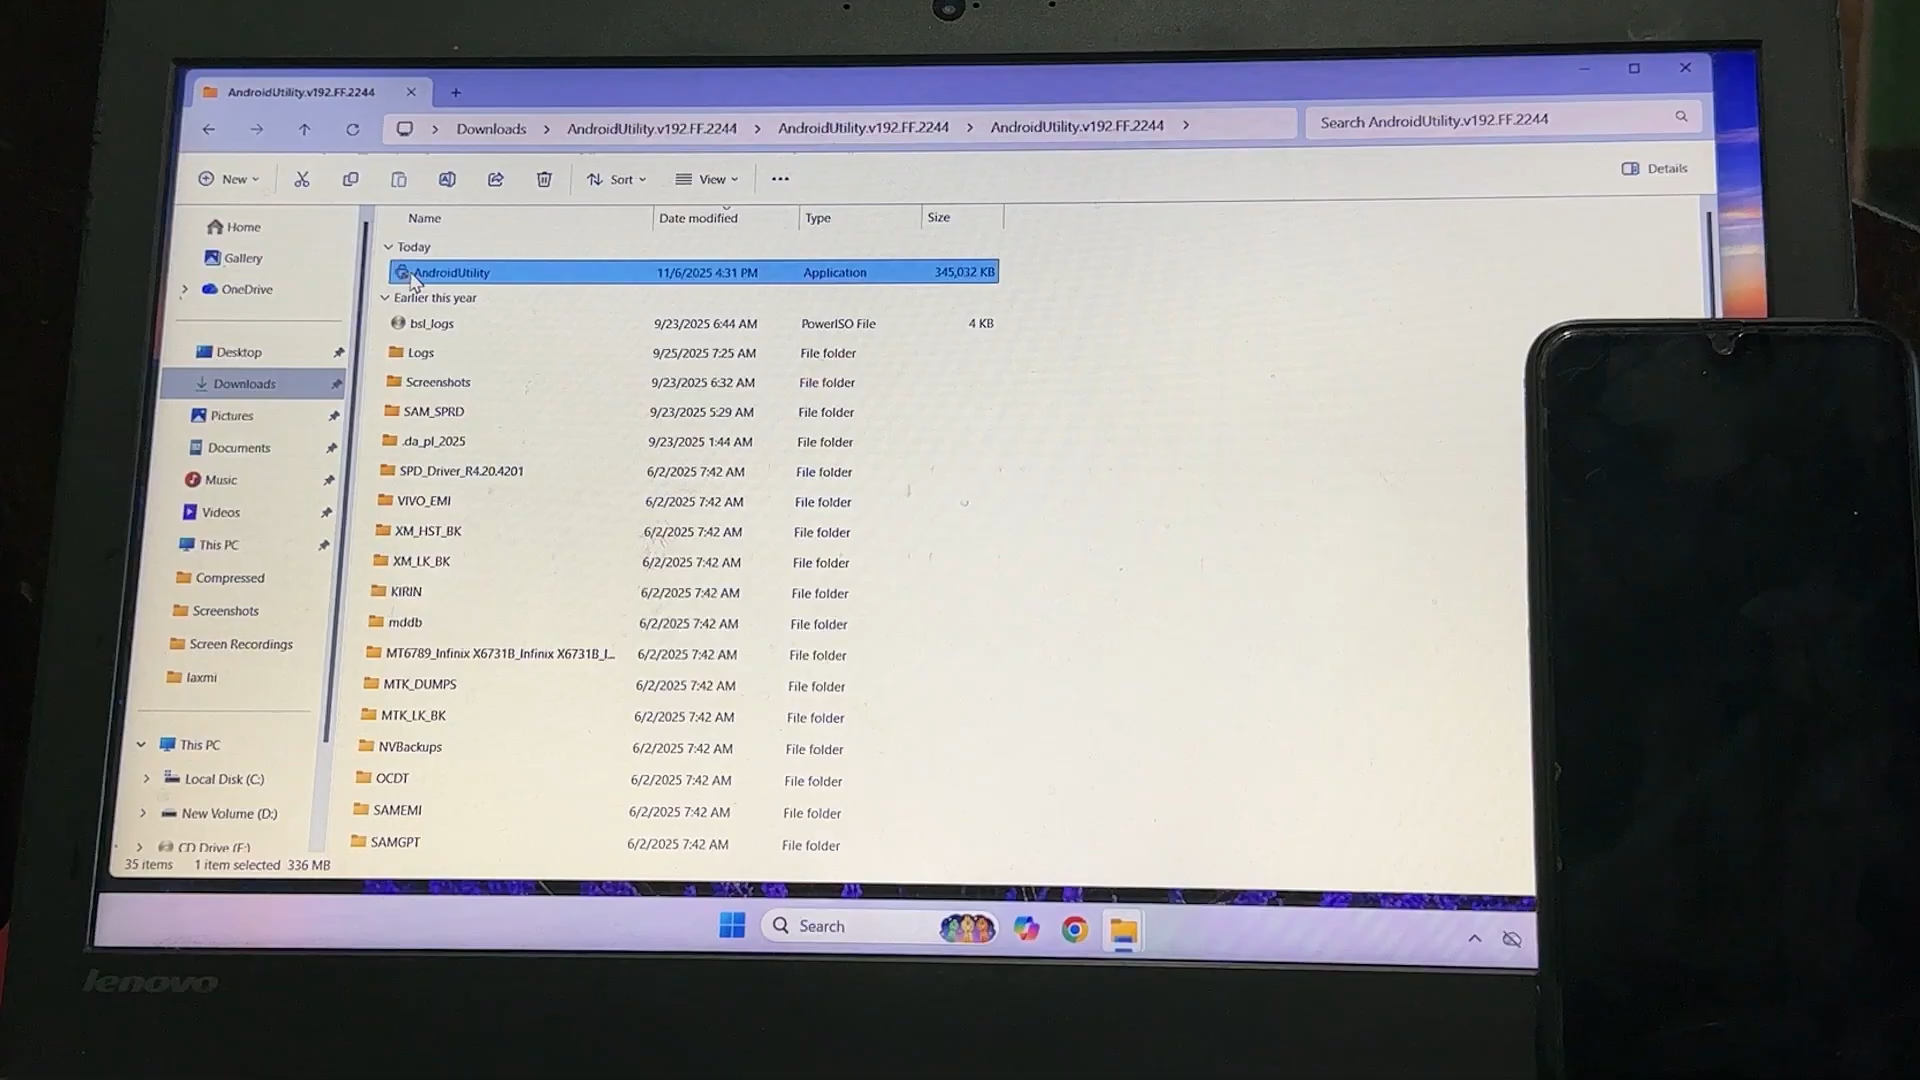 AndroidUtility.v192.FF.2244
Downloads > AndroidUtility.v192.FF.2244 > AndroidUtility.v192.FF.2244 > AndroidUtility.v192.FF.2244 >
Search AndroidUtility.v192.FF.2244
New
Sort
View
Details
Name Date modified Type Size
Today
AndroidUtility 11/6/2025 4:31 PM Application 345,032 KB
Earlier this year
bsl_logs 9/23/2025 6:44 AM PowerISO File 4 KB
Logs 9/25/2025 7:25 AM File folder
Screenshots 9/23/2025 6:32 AM File folder
SAM_SPRD 9/23/2025 5:29 AM File folder
.da_pl_2025 9/23/2025 1:44 AM File folder
SPD_Driver_R4.20.4201 6/2/2025 7:42 AM File folder
VIVO_EMI 6/2/2025 7:42 AM File folder
XM_HST_BK 6/2/2025 7:42 AM File folder
XM_LK_BK 6/2/2025 7:42 AM File folder
KIRIN 6/2/2025 7:42 AM File folder
mddb 6/2/2025 7:42 AM File folder
MT6789_Infinix X6731B_Infinix X6731B_I... 6/2/2025 7:42 AM File folder
MTK_DUMPS 6/2/2025 7:42 AM File folder
MTK_LK_BK 6/2/2025 7:42 AM File folder
NVBackups 6/2/2025 7:42 AM File folder
OCDT 6/2/2025 7:42 AM File folder
SAMEMI 6/2/2025 7:42 AM File folder
SAMGPT 6/2/2025 7:42 AM File folder
Home
Gallery
OneDrive
Desktop
Downloads
Pictures
Documents
Music
Videos
This PC
Compressed
Screenshots
Screen Recordings
laxmi
This PC
Local Disk (C:)
New Volume (D:)
CD Drive (F:)
35 items 1 item selected 336 MB
Search
lenovo